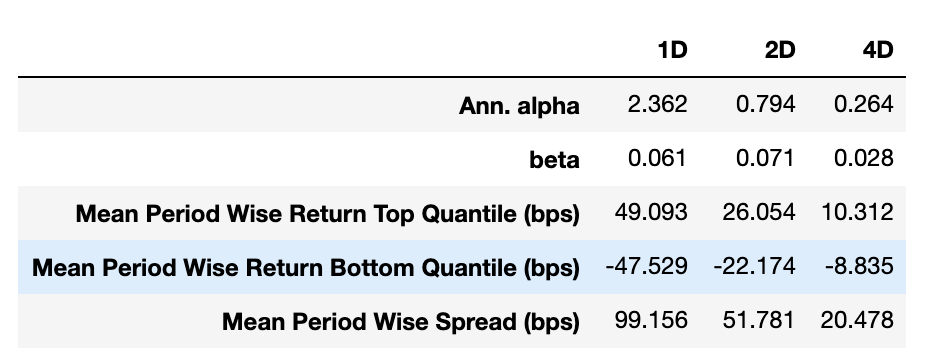 1D 2D 4D
Ann. alpha 2.362 0.794 0.264
beta 0.061 0.071 0.028
Mean Period Wise Return Top Quantile (bps) 49.093 26.054 10.312
Mean Period Wise Return Bottom Quantile (bps) -47.529 -22.174 -8.835
Mean Period Wise Spread (bps) 99.156 51.781 20.478